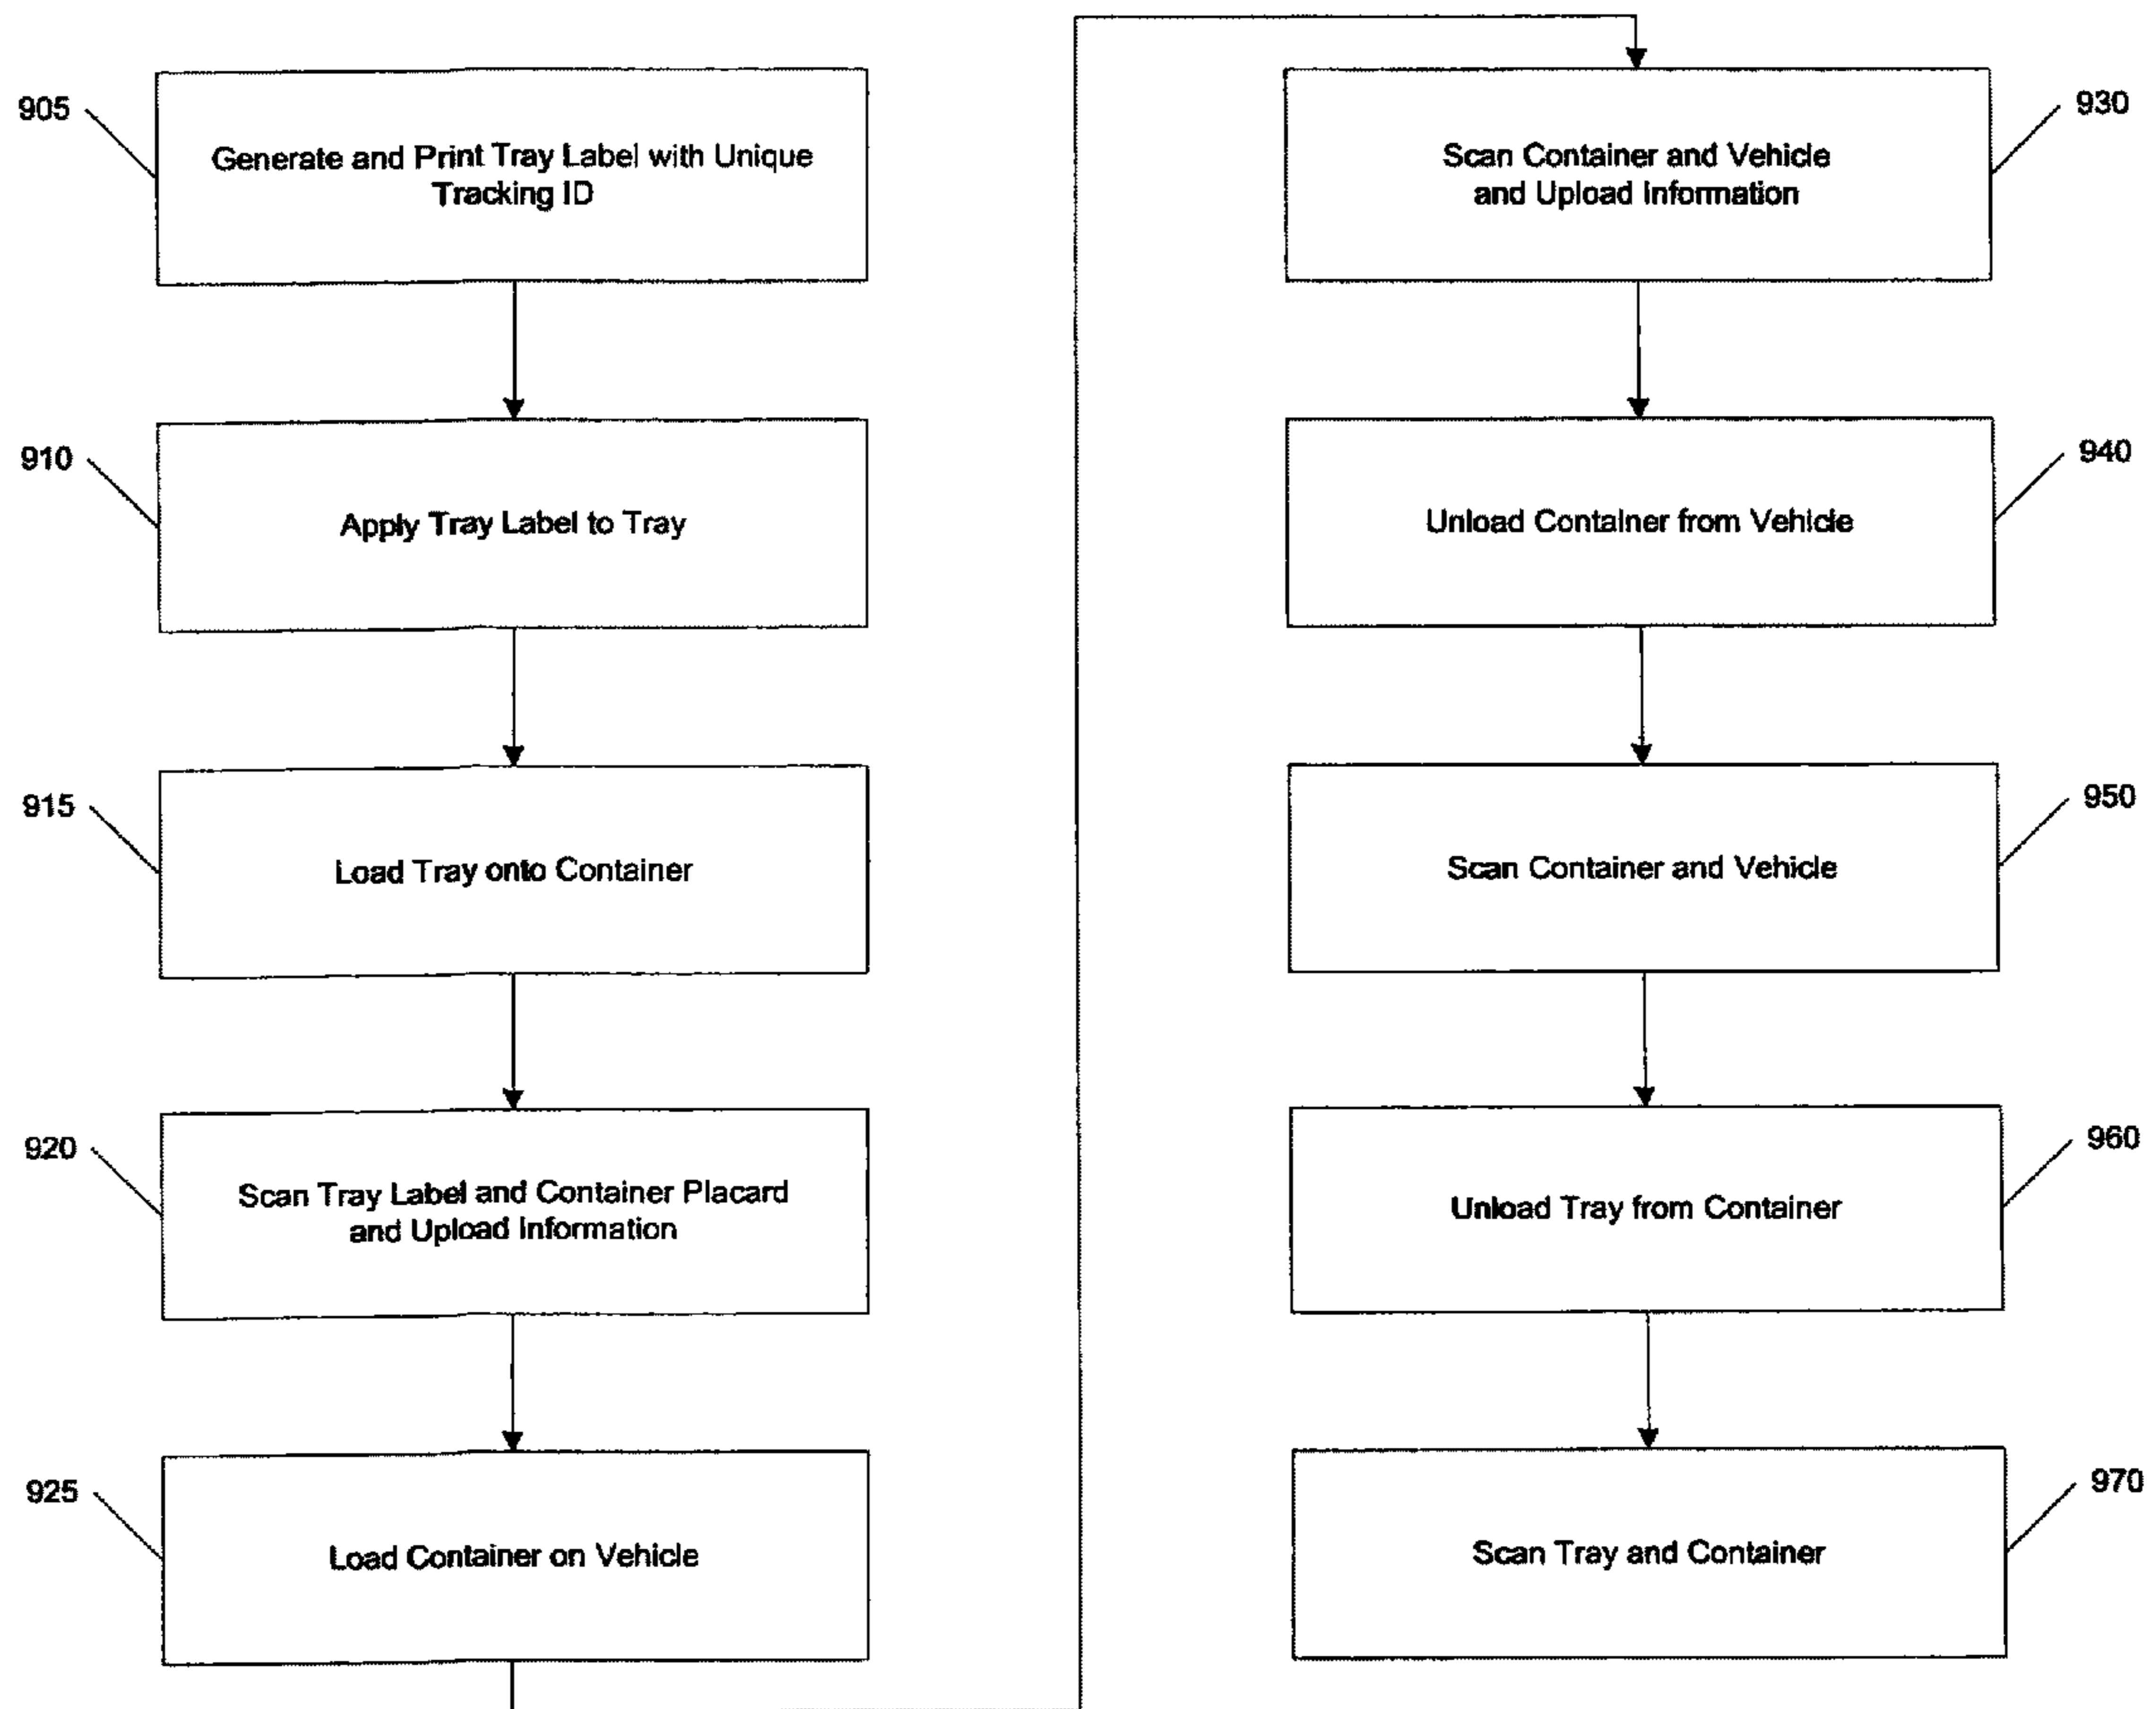 905
Generate and Print Tray Label with Unique
Tracking ID
910
Apply Tray Label to Tray
915
Load Tray onto Container
920
Scan Tray Label and Container Placard
and Upload Information
925
Load Container on Vehicle
930
Scan Container and Vehicle
and Upload Information
940
Unload Container from Vehicle
950
Scan Container and Vehicle
960
Unload Tray from Container
970
Scan Tray and Container